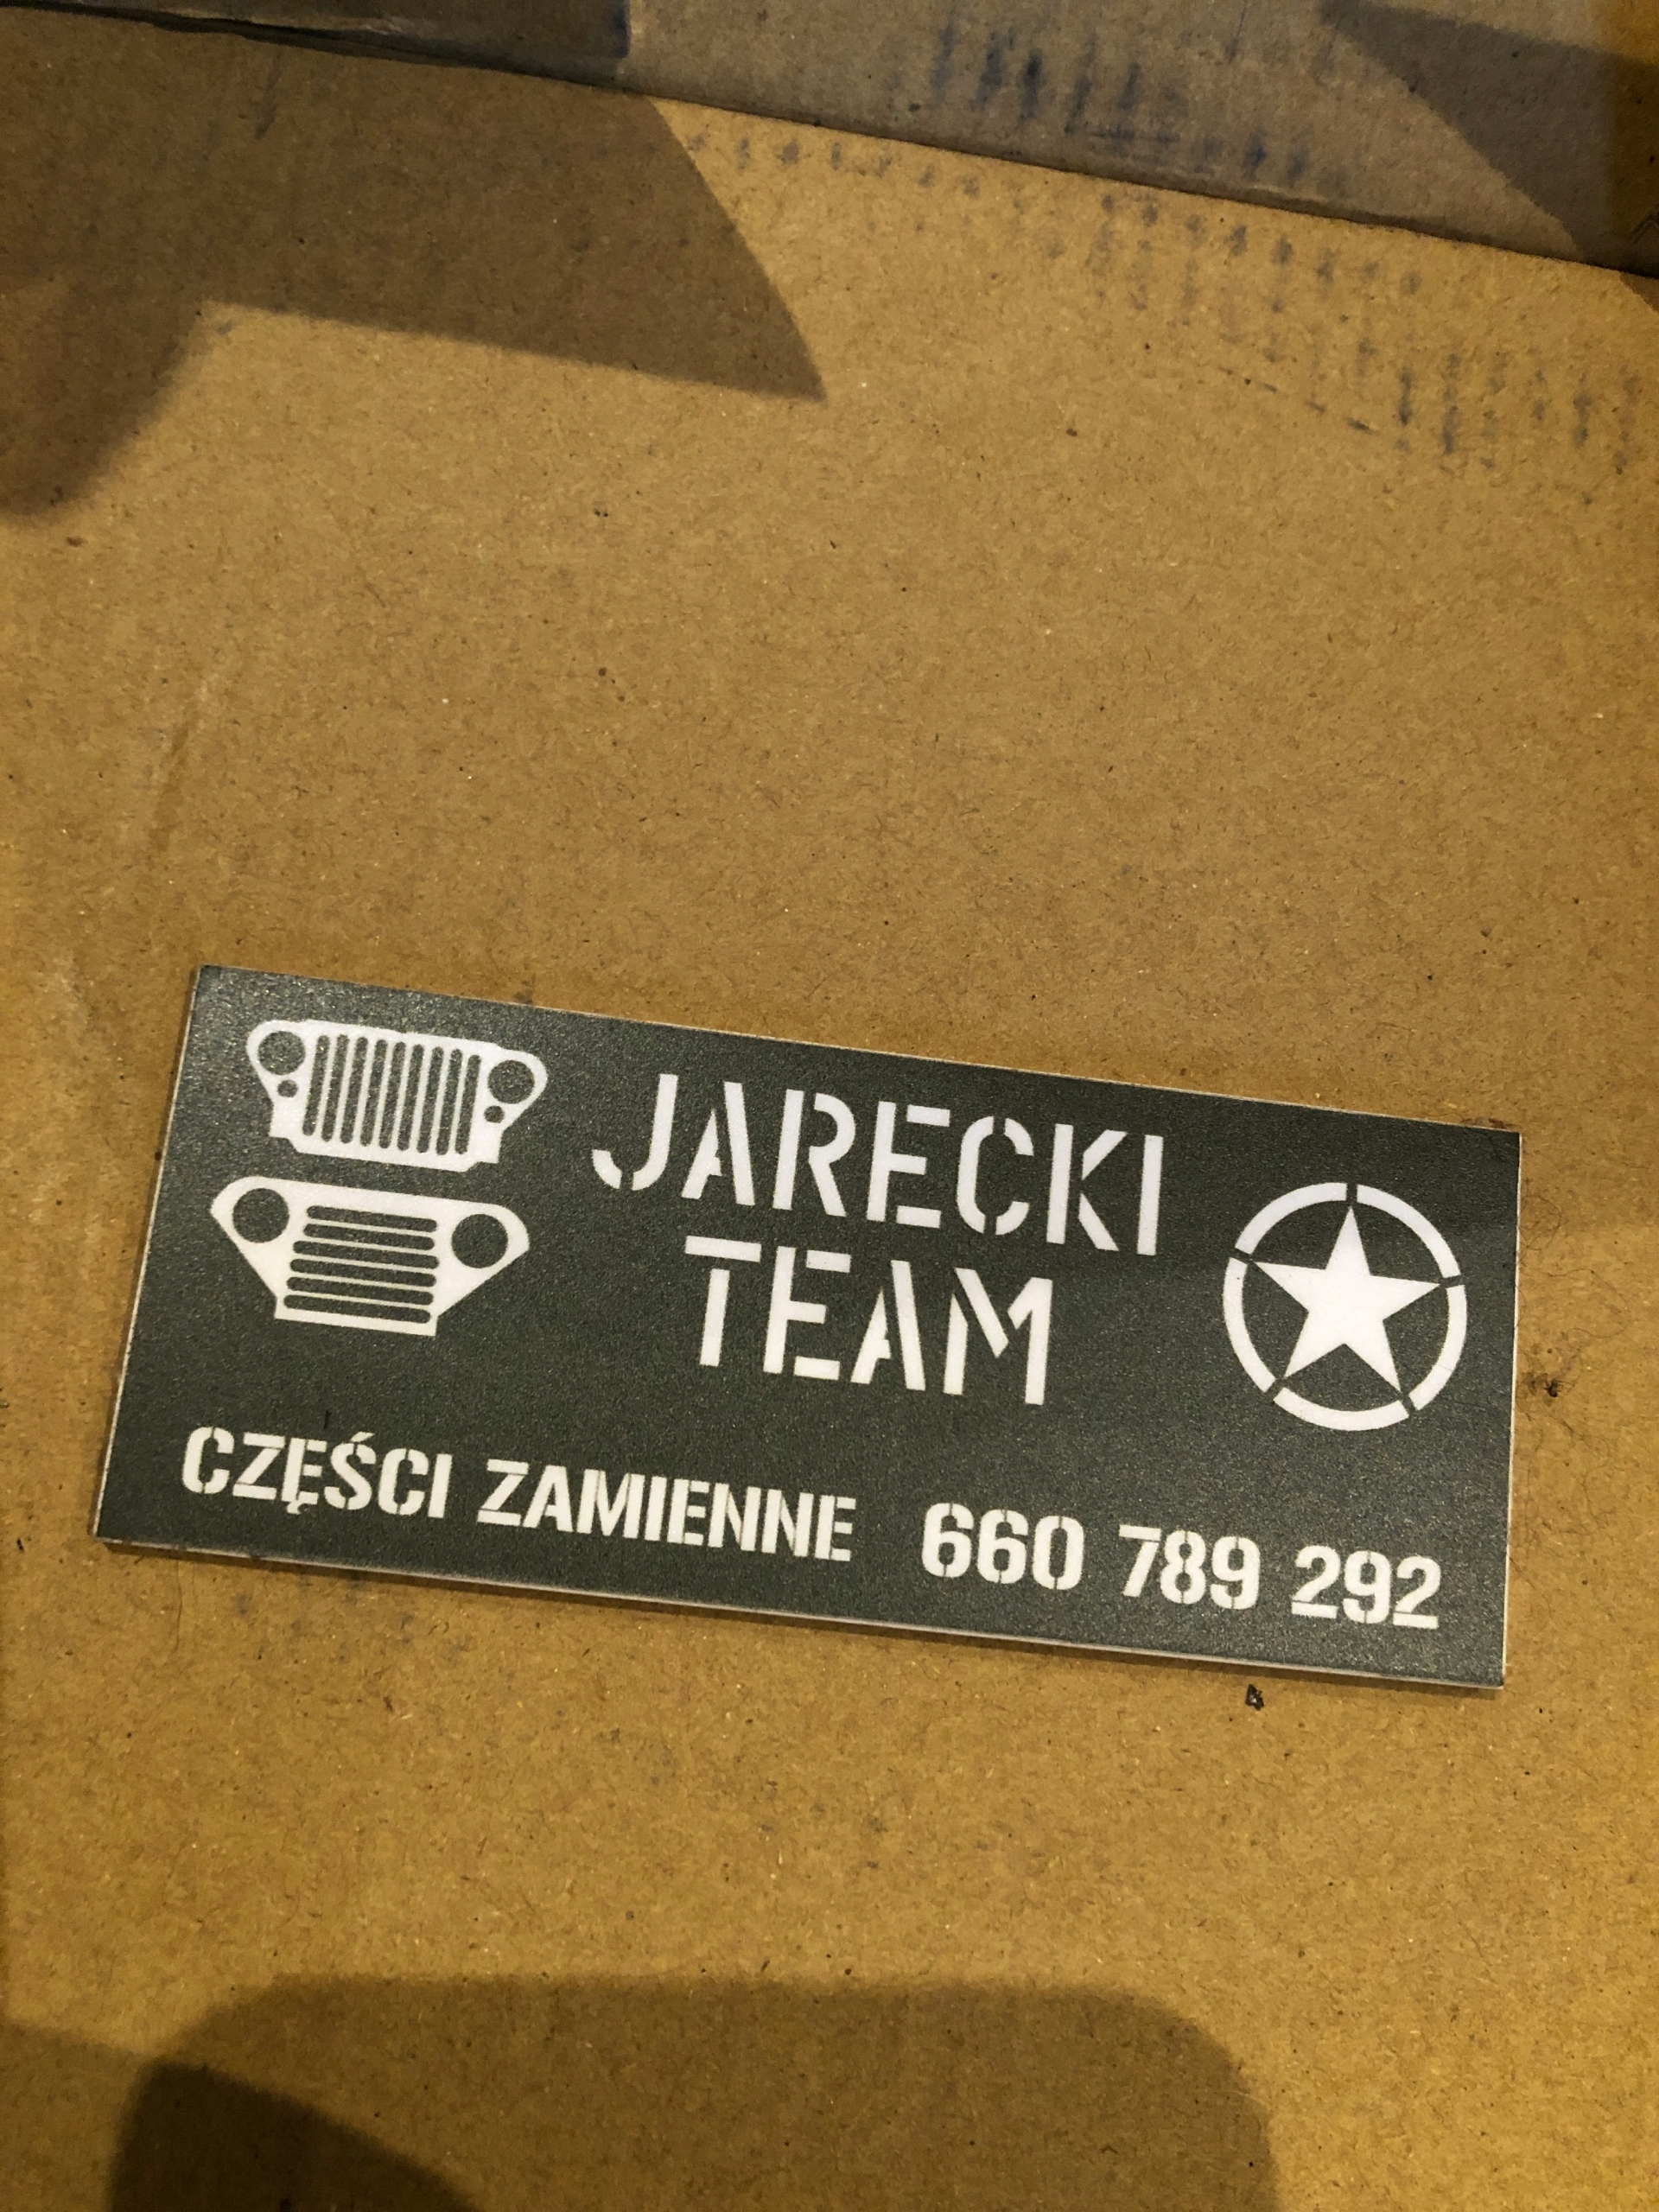 JARECKI
TEAM
CZĘŚCI ZAMIENNE 660 789 292